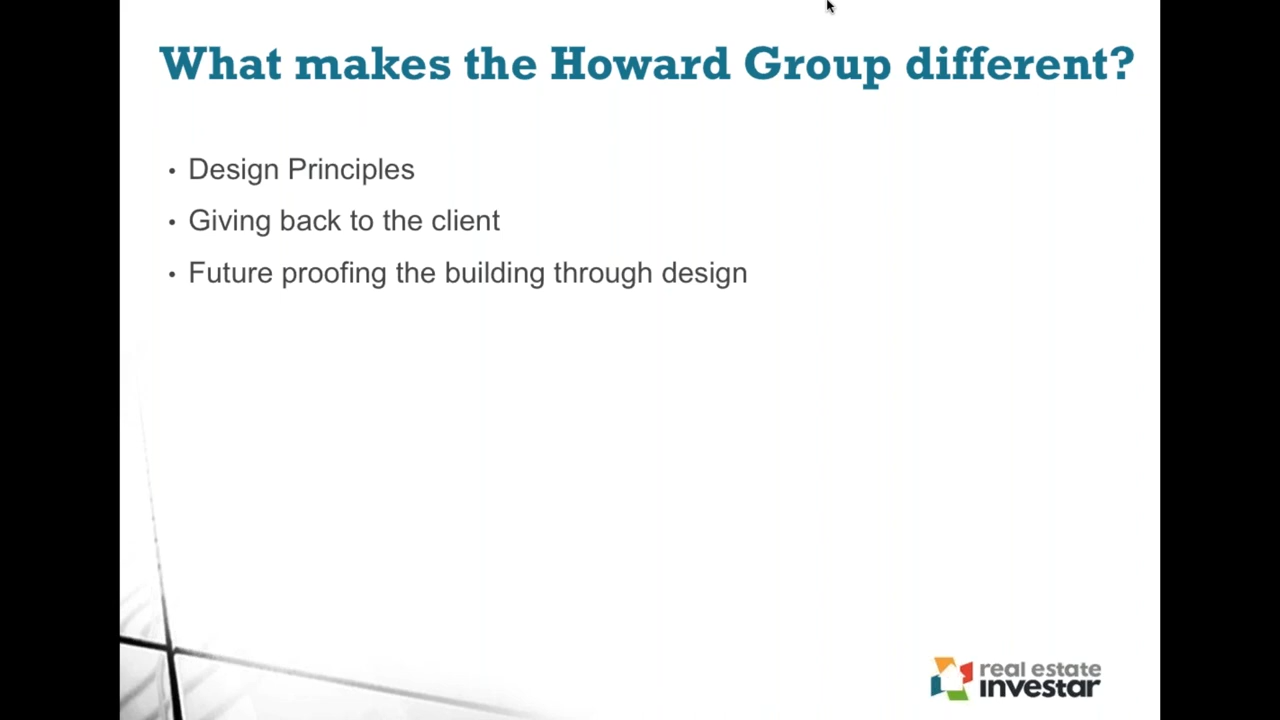 What makes the Howard Group different?
• Design Principles
• Giving back to the client
• Future proofing the building through design
real estate
investar